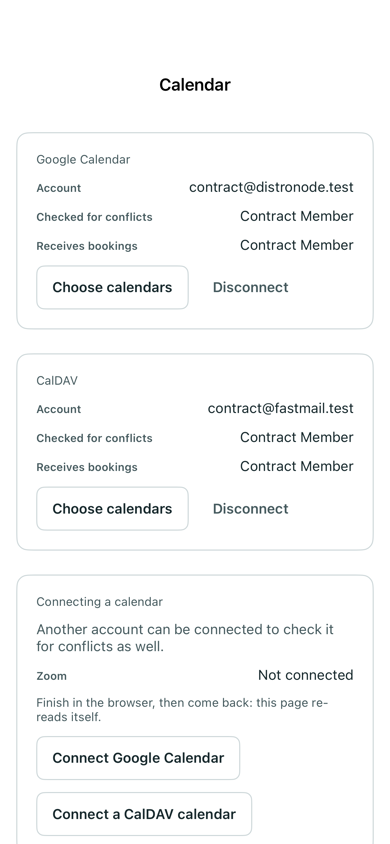 Calendar
Google Calendar
Account contract@distronode.test
Checked for conflicts Contract Member
Receives bookings Contract Member
Choose calendars Disconnect
CalDAV
Account contract@fastmail.test
Checked for conflicts Contract Member
Receives bookings Contract Member
Choose calendars Disconnect
Connecting a calendar
Another account can be connected to check it
for conflicts as well.
Zoom Not connected
Finish in the browser, then come back: this page re-
reads itself.
Connect Google Calendar
Connect a CalDAV calendar